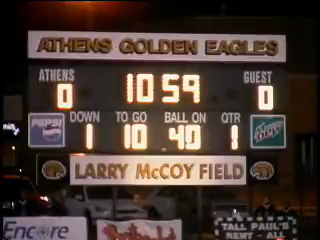 ATHENS GOLDEN EAGLES
ATHENS 10 59 GUEST
0 0
DOWN TO GO BALL ON QTR
PEPSI 1 10 .40 1
LARRY McCOY FIELD
Encore
TALL PAUL'S
RENT - ALL